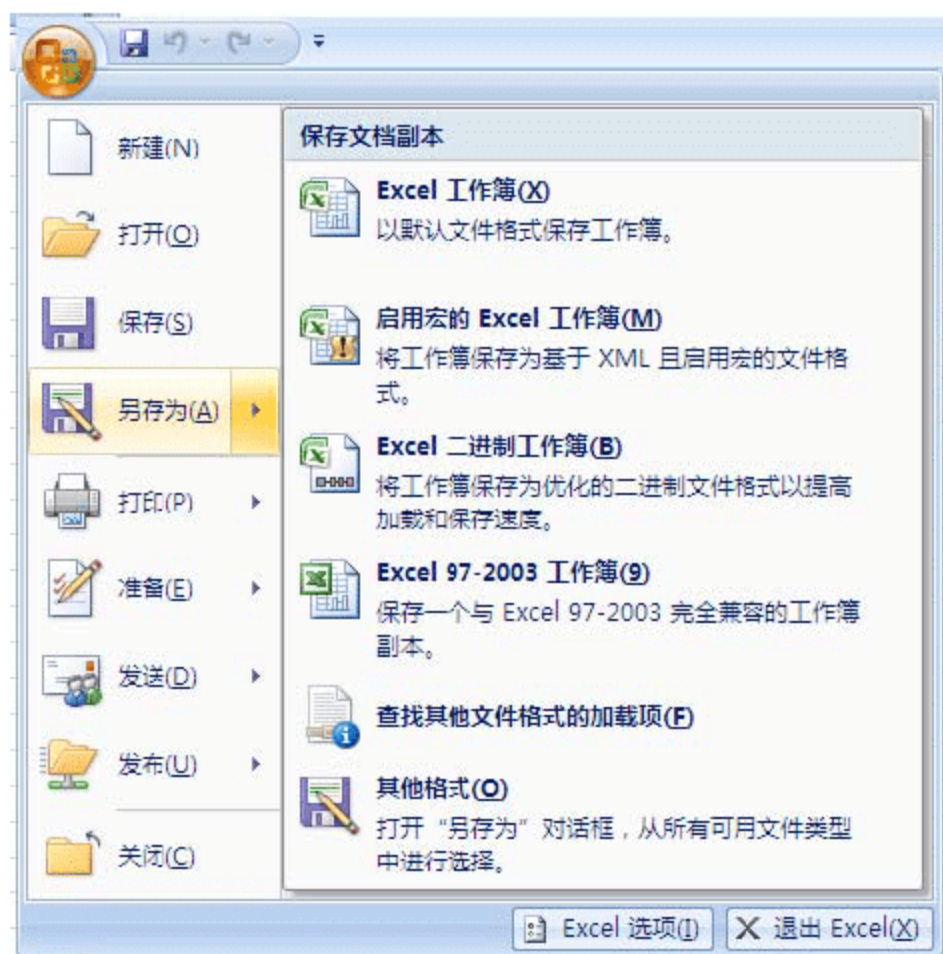 新建(N)
打开(O)
保存(S)
另存为(A)
打印(P)
准备(E)
发送(D)
发布(U)
关闭(C)
保存文档副本
Excel 工作簿(X)
以默认文件格式保存工作簿。
启用宏的 Excel 工作簿(M)
将工作簿保存为基于 XML 且启用宏的文件格
式。
Excel 二进制工作簿(B)
将工作簿保存为优化的二进制文件格式以提高
加载和保存速度。
Excel 97-2003 工作簿(9)
保存一个与 Excel 97-2003 完全兼容的工作簿
副本。
查找其他文件格式的加载项(F)
其他格式(O)
打开“另存为”对话框，从所有可用文件类型
中进行选择。
Excel 选项(I)
退出 Excel(X)